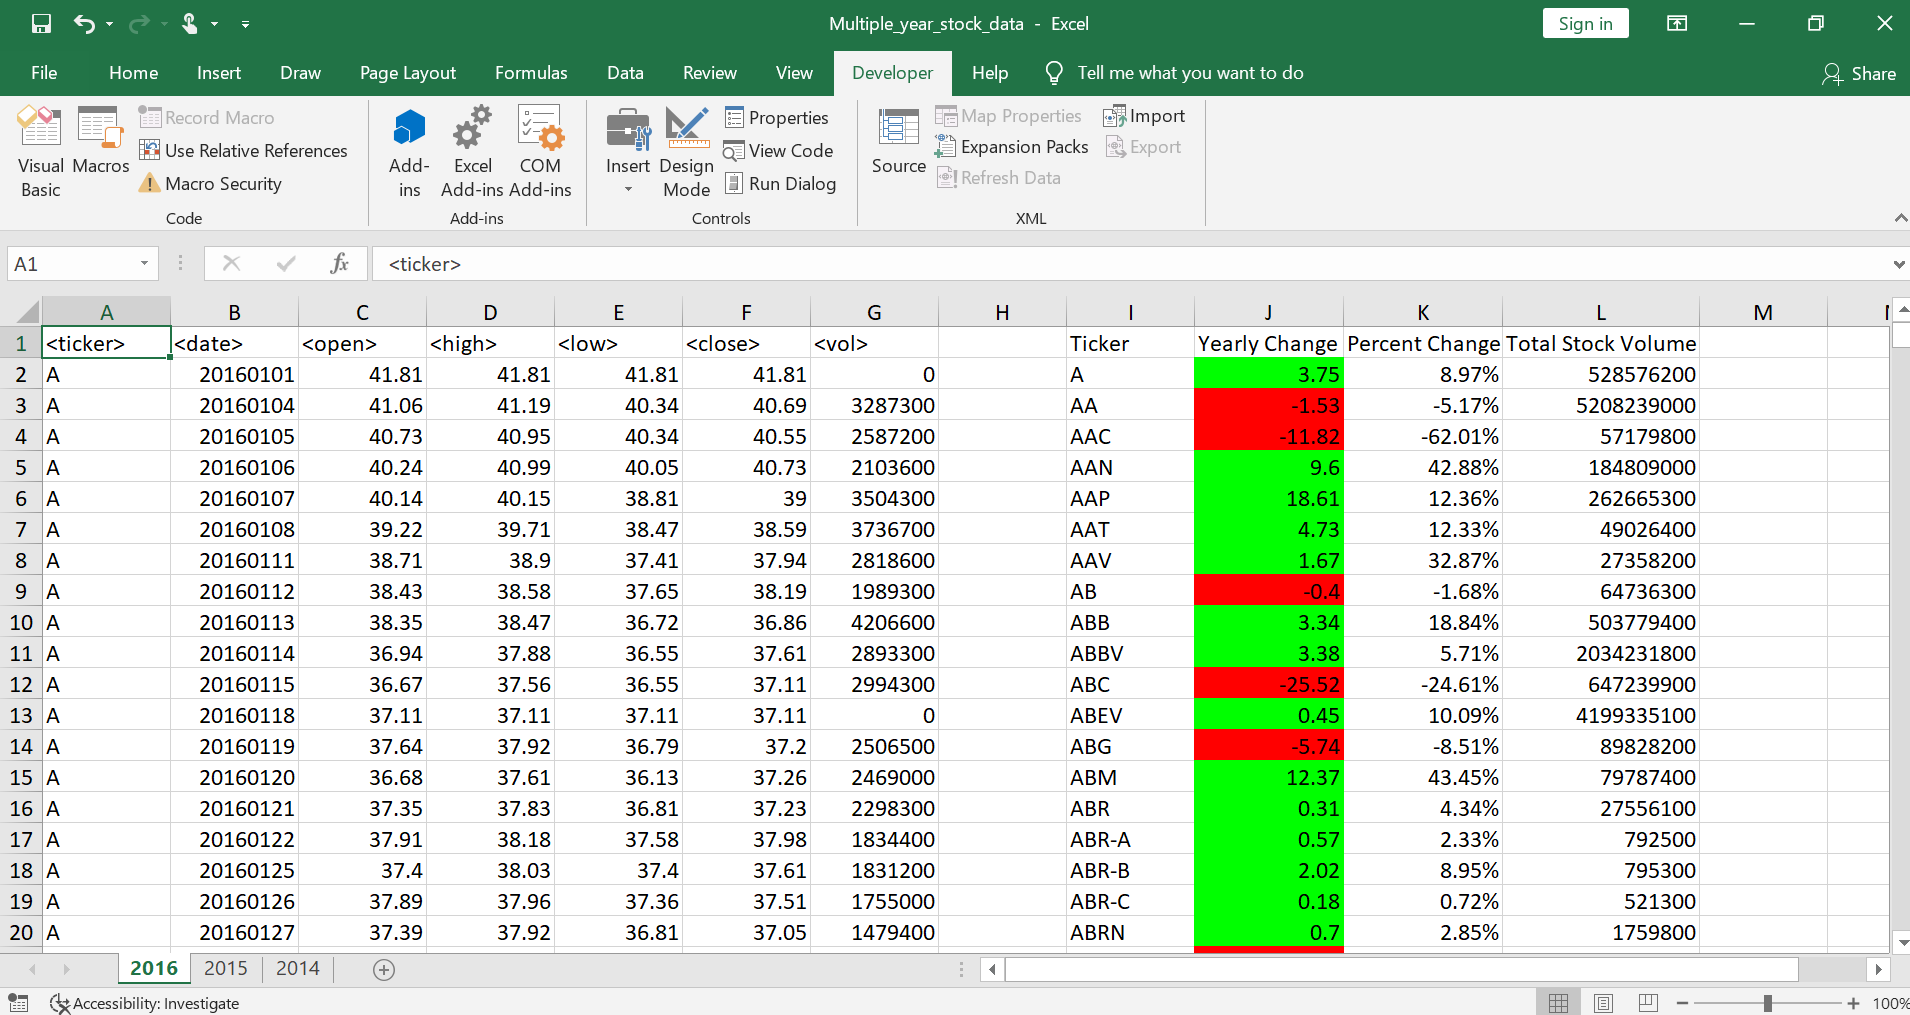 Multiple_year_stock_data - Excel
Sign in
File Home Insert Draw Page Layout Formulas Data Review View Developer Help Tell me what you want to do Share
Visual Basic
Macros
Record Macro
Use Relative References
Macro Security
Code
Add-ins
Excel Add-ins
COM Add-ins
Add-ins
Insert
Design Mode
Properties
View Code
Run Dialog
Controls
Source
Map Properties
Expansion Packs
Refresh Data
Import
Export
XML
A1 fx <ticker>
A B C D E F G H I J K L M
1 <ticker> <date> <open> <high> <low> <close> <vol> Ticker Yearly Change Percent Change Total Stock Volume
2 A 20160101 41.81 41.81 41.81 41.81 0 A 3.75 8.97% 528576200
3 A 20160104 41.06 41.19 40.34 40.69 3287300 AA -1.53 -5.17% 5208239000
4 A 20160105 40.73 40.95 40.34 40.55 2587200 AAC -11.82 -62.01% 57179800
5 A 20160106 40.24 40.99 40.05 40.73 2103600 AAN 9.6 42.88% 184809000
6 A 20160107 40.14 40.15 38.81 39 3504300 AAP 18.61 12.36% 262665300
7 A 20160108 39.22 39.71 38.47 38.59 3736700 AAT 4.73 12.33% 49026400
8 A 20160111 38.71 38.9 37.41 37.94 2818600 AAV 1.67 32.87% 27358200
9 A 20160112 38.43 38.58 37.65 38.19 1989300 AB -0.4 -1.68% 64736300
10 A 20160113 38.35 38.47 36.72 36.86 4206600 ABB 3.34 18.84% 503779400
11 A 20160114 36.94 37.88 36.55 37.61 2893300 ABBV 3.38 5.71% 2034231800
12 A 20160115 36.67 37.56 36.55 37.11 2994300 ABC -25.52 -24.61% 647239900
13 A 20160118 37.11 37.11 37.11 37.11 0 ABEV 0.45 10.09% 4199335100
14 A 20160119 37.64 37.92 36.79 37.2 2506500 ABG -5.74 -8.51% 89828200
15 A 20160120 36.68 37.61 36.13 37.26 2469000 ABM 12.37 43.45% 79787400
16 A 20160121 37.35 37.83 36.81 37.23 2298300 ABR 0.31 4.34% 27556100
17 A 20160122 37.91 38.18 37.58 37.98 1834400 ABR-A 0.57 2.33% 792500
18 A 20160125 37.4 38.03 37.4 37.61 1831200 ABR-B 2.02 8.95% 795300
19 A 20160126 37.89 37.96 37.36 37.51 1755000 ABR-C 0.18 0.72% 521300
20 A 20160127 37.39 37.92 36.81 37.05 1479400 ABRN 0.7 2.85% 1759800
2016 2015 2014
Accessibility: Investigate
100%